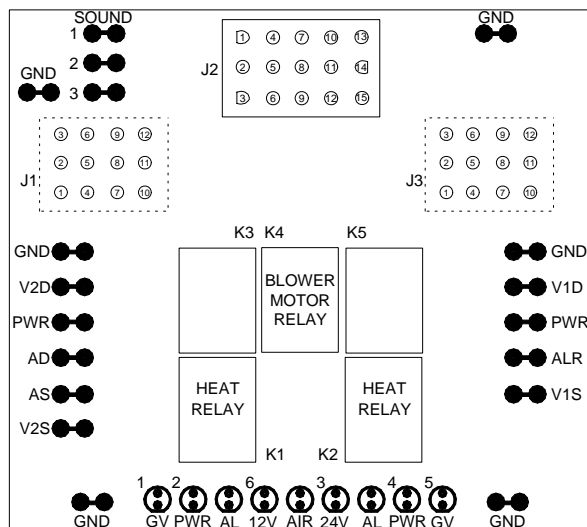 SOUND
1
GND
2
GND
3
J2
1 4 7 10 13
2 5 8 11 14
3 6 9 12 15
J1
3 6 9 12
2 5 8 11
1 4 7 10
J3
3 6 9 12
2 5 8 11
1 4 7 10
K3 K4 K5
GND
V2D
PWR
AD
AS
V2S
BLOWER
MOTOR
RELAY
HEAT
RELAY
HEAT
RELAY
K1 K2
GND
V1D
PWR
ALR
V1S
1 2 6 3 4 5
GND GV PWR AL 12V AIR 24V AL PWR GV GND